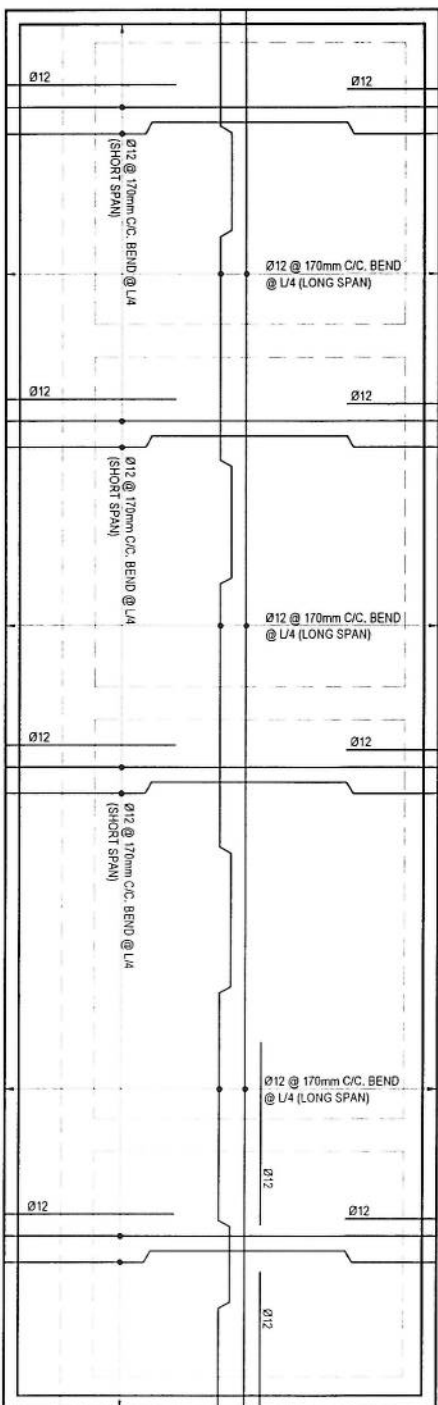 Ø12
Ø12
Ø12 @ 170mm C/C. BEND @ L/4
(SHORT SPAN)
Ø12 @ 170mm C/C. BEND
@ L/4 (LONG SPAN)
Ø12
Ø12
Ø12 @ 170mm C/C. BEND @ L/4
(SHORT SPAN)
Ø12 @ 170mm C/C. BEND
@ L/4 (LONG SPAN)
Ø12
Ø12
Ø12 @ 170mm C/C. BEND @ L/4
(SHORT SPAN)
Ø12 @ 170mm C/C. BEND
@ L/4 (LONG SPAN)
Ø12
Ø12
Ø12
Ø12